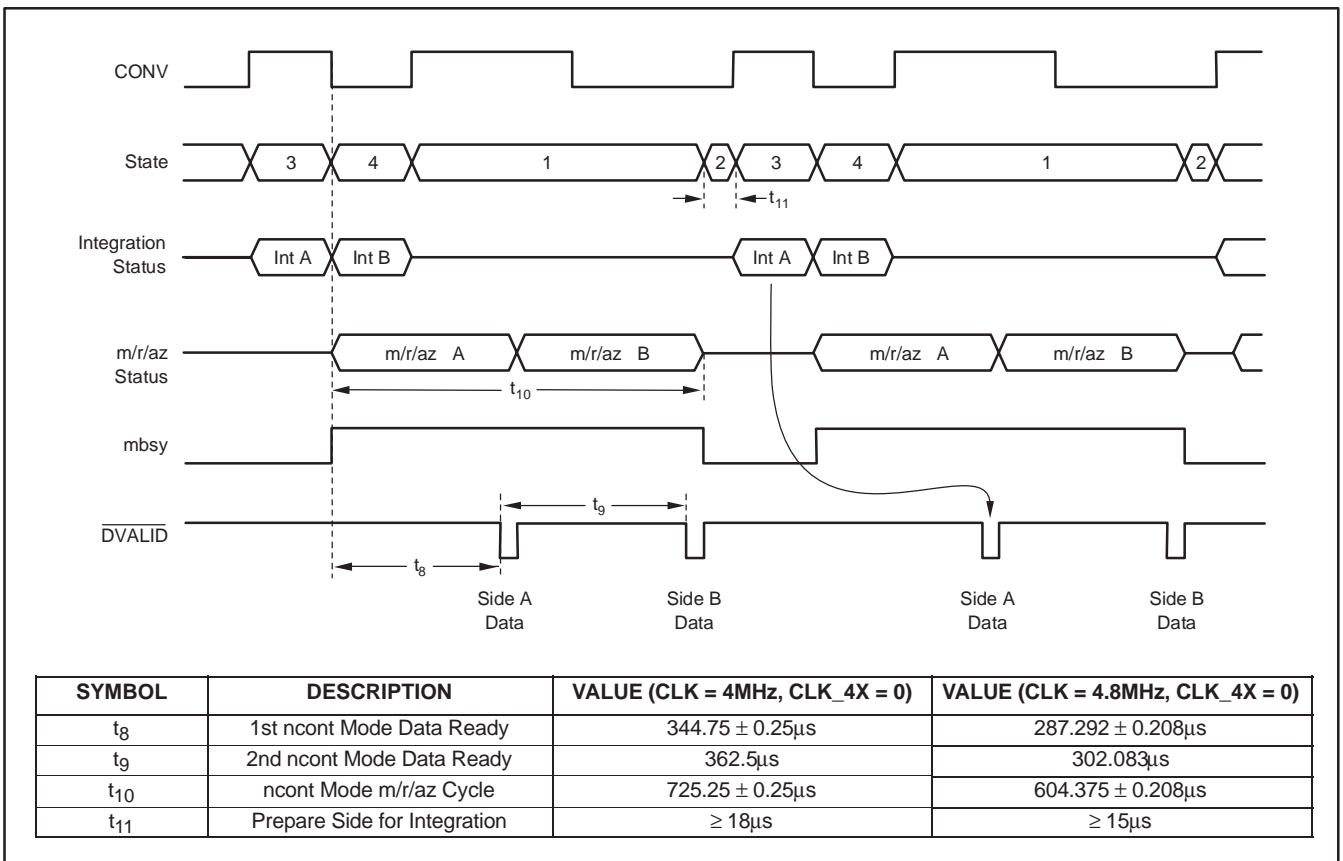 CONV
State
3 4 1 2 3 4 1 2
t11
Integration
Status
Int A Int B Int A Int B
m/r/az
Status
m/r/az A m/r/az B m/r/az A m/r/az B
t10
mbsy
t9
DVALID
t8
Side A
Data
Side B
Data
Side A
Data
Side B
Data
SYMBOL DESCRIPTION VALUE (CLK = 4MHz, CLK_4X = 0) VALUE (CLK = 4.8MHz, CLK_4X = 0)
t8 1st ncont Mode Data Ready 344.75 ± 0.25μs 287.292 ± 0.208μs
t9 2nd ncont Mode Data Ready 362.5μs 302.083μs
t10 ncont Mode m/r/az Cycle 725.25 ± 0.25μs 604.375 ± 0.208μs
t11 Prepare Side for Integration ≥ 18μs ≥ 15μs